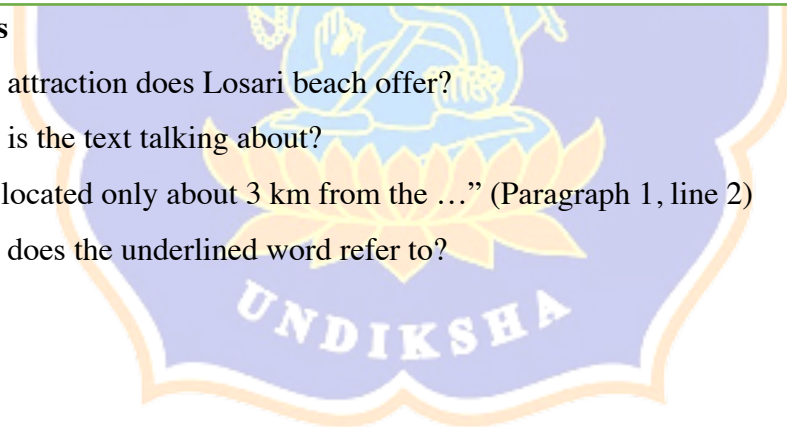 s
attraction does Losari beach offer?
is the text talking about?
located only about 3 km from the …” (Paragraph 1, line 2)
does the underlined word refer to?
UNDIKSHA